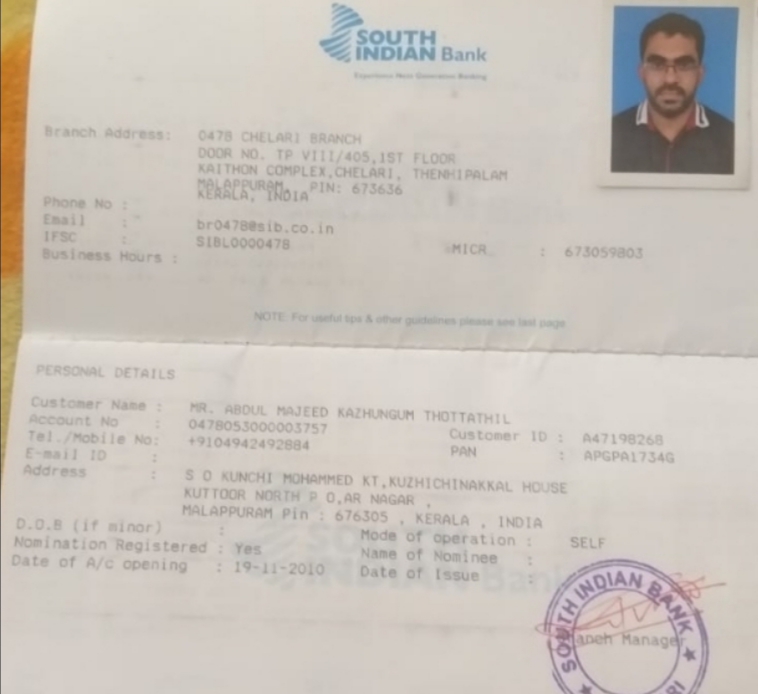 SOUTH
INDIAN Bank
Experience Next Generation Banking
Branch Address: 0478 CHELARI BRANCH
DOOR NO. TP VIII/405,1ST FLOOR
KAITHON COMPLEX,CHELARI, THENHIPALAM
MALAPPURAM, PIN: 673636
KERALA, INDIA
Phone No :
Email : br0478@sib.co.in
IFSC : SIBL0000478 MICR : 673059803
Business Hours :
NOTE: For useful tips & other guidelines please see last page
PERSONAL DETAILS
Customer Name : MR. ABDUL MAJEED KAZHUNGUM THOTTATHIL
Account No : 0478053000003757 Customer ID : A47198268
Tel./Mobile No: +9104942492884 PAN : APGPA1734G
E-mail ID :
Address : S O KUNCHI MOHAMMED KT,KUZHICHINAKKAL HOUSE
KUTTOOR NORTH P O,AR NAGAR ,
MALAPPURAM Pin : 676305 , KERALA , INDIA
D.O.B (if minor) : Mode of operation : SELF
Nomination Registered : Yes Name of Nominee :
Date of A/c opening : 19-11-2010 Date of Issue :
SOUTH INDIAN BANK
Manager